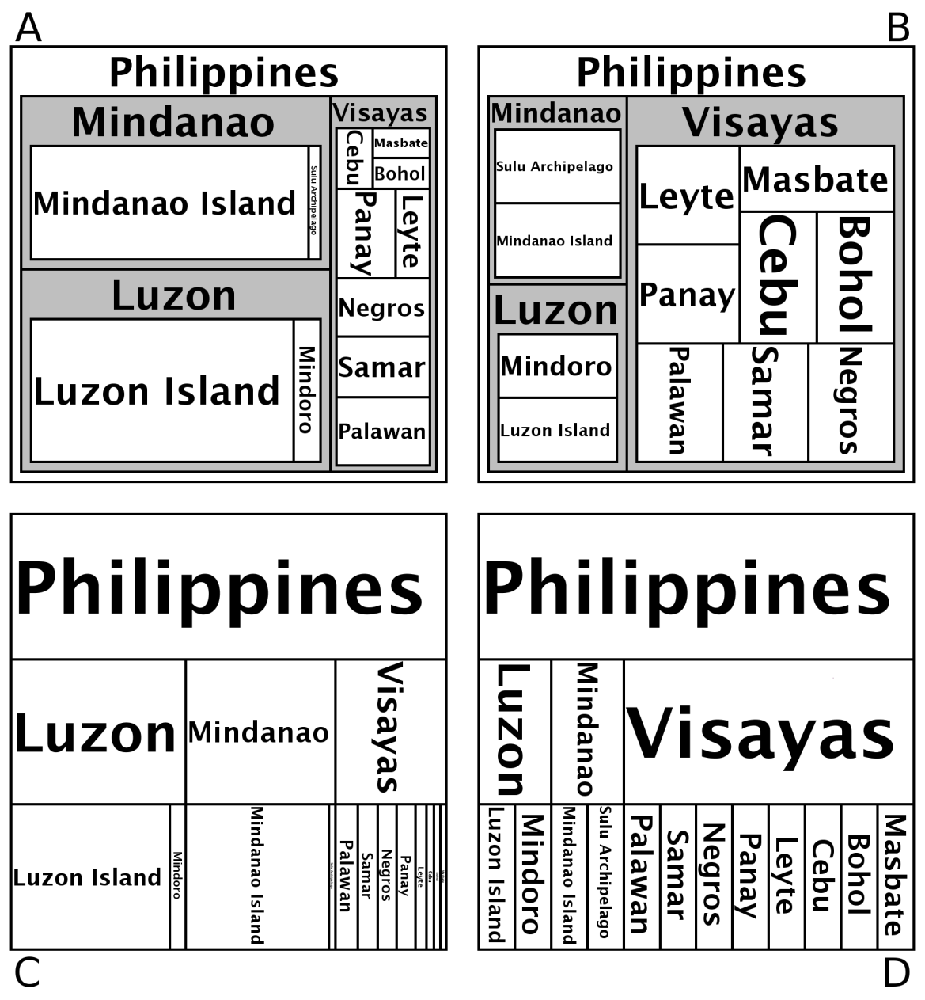 A
B
Philippines
Mindanao
Visayas
Mindanao Island
Sulu Archipelago
Cebu
Masbate
Bohol
Panay
Leyte
Luzon
Negros
Luzon Island
Mindoro
Samar
Palawan
Philippines
Mindanao
Visayas
Sulu Archipelago
Leyte
Masbate
Mindanao Island
Cebu
Bohol
Panay
Luzon
Mindoro
Luzon Island
Palawan
Samar
Negros
Philippines
Luzon
Mindanao
Visayas
Luzon Island
Mindoro
Mindanao Island
Palawan
Samar
Negros
Panay
Leyte
Cebu
Philippines
Luzon
Mindanao
Visayas
Luzon Island
Mindoro
Mindanao Island
Sulu Archipelago
Palawan
Samar
Negros
Panay
Leyte
Cebu
Bohol
Masbate
C
D